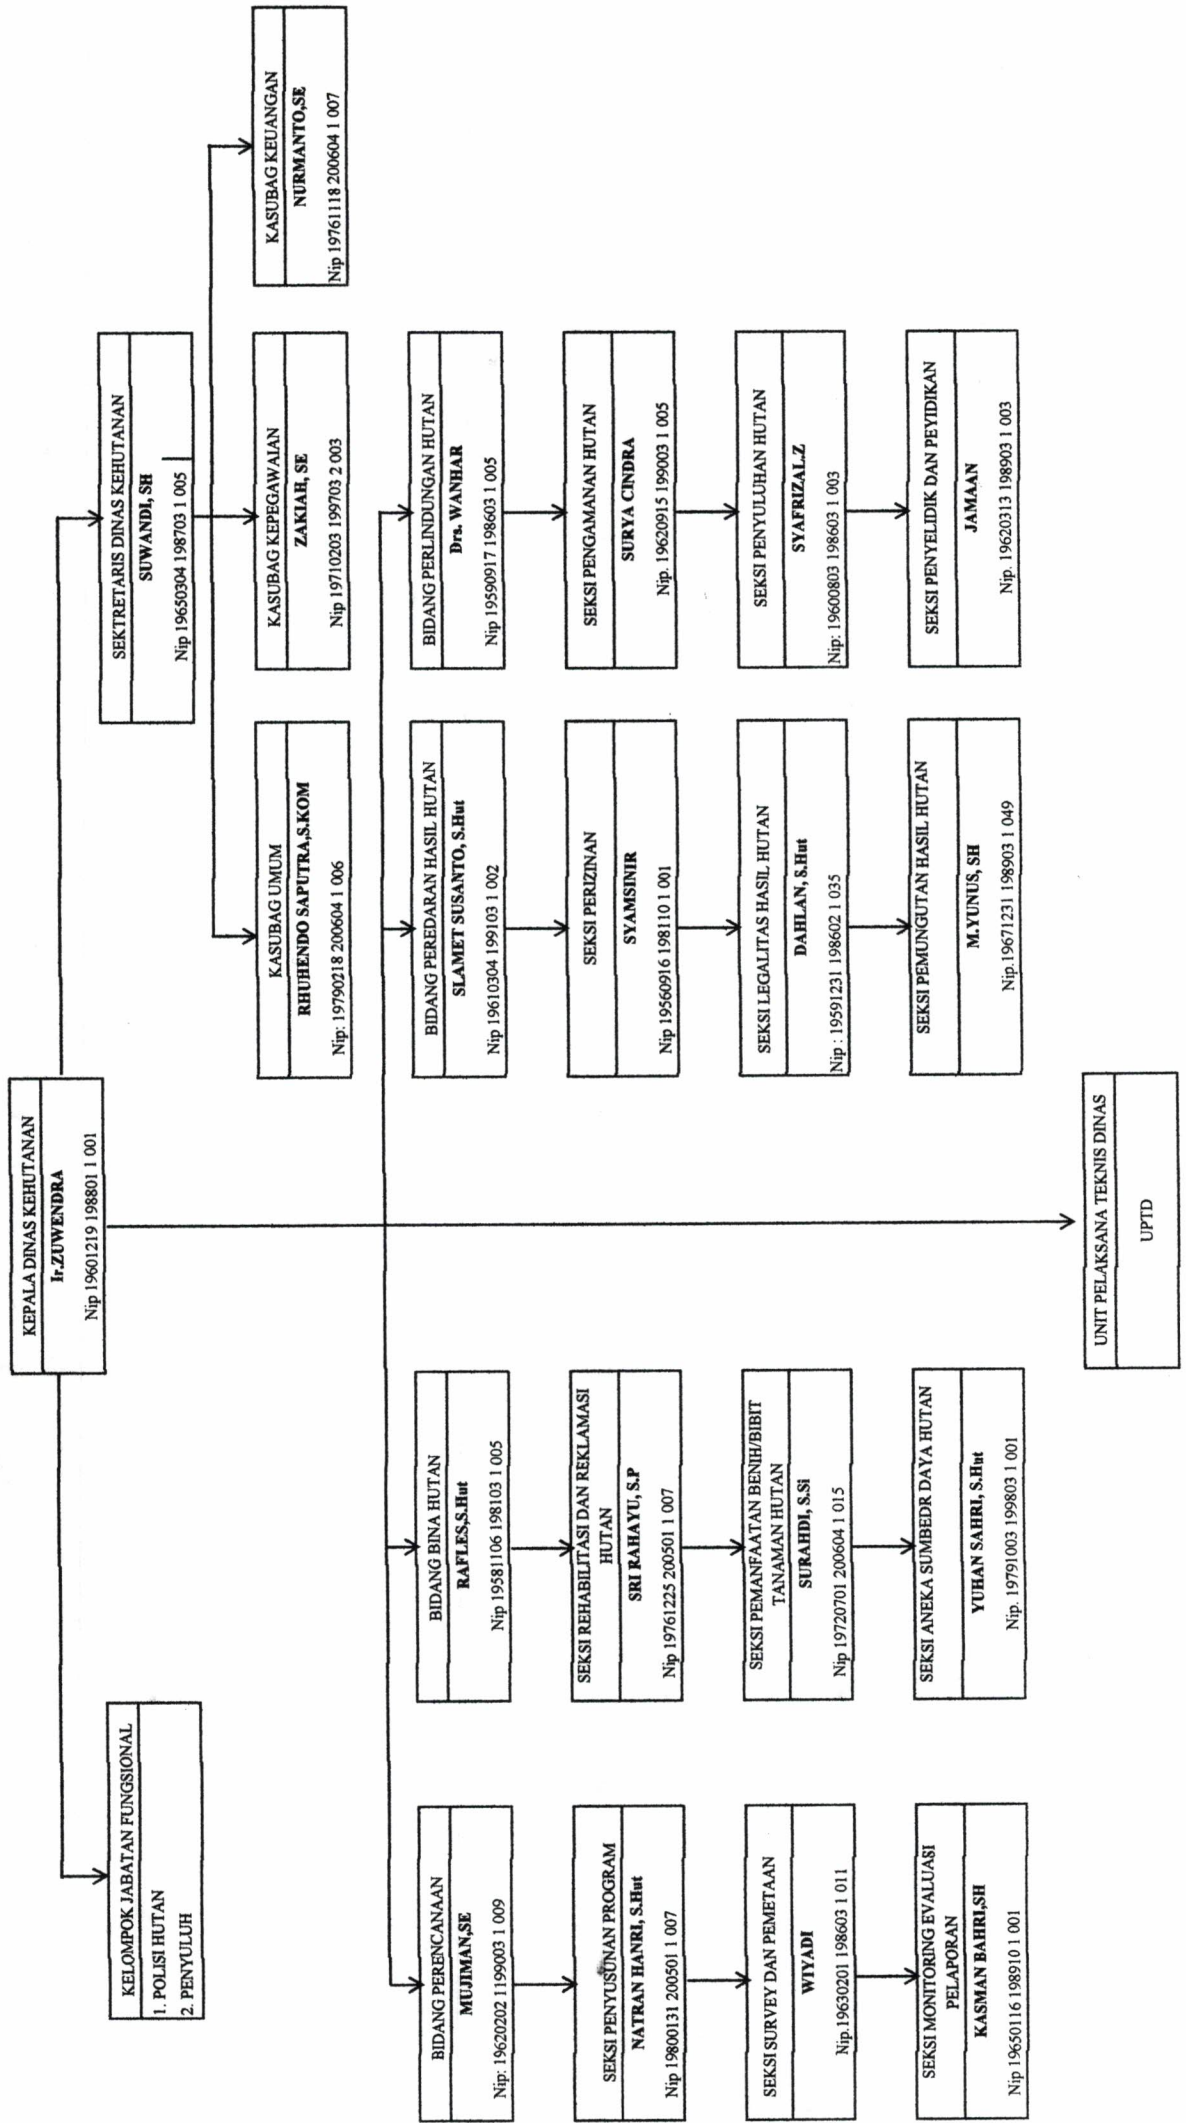 KEPALA DINAS KEHUTANAN
Ir.ZUWENDRA
Nip 19601219 198801 1 001
KELOMPOK JABATAN FUNGSIONAL
1. POLISI HUTAN
2. PENYULUH
SEKTRETARIS DINAS KEHUTANAN
SUWANDI, SH
Nip 19650304 198703 1 005
KASUBAG UMUM
RHUHENDO SAPUTRA,S.KOM
Nip: 19790218 200604 1 006
KASUBAG KEPEGAWAIAN
ZAKIAH, SE
Nip 19710203 199703 2 003
KASUBAG KEUANGAN
NURMANTO,SE
Nip 19761118 200604 1 007
BIDANG PERENCANAAN
MUJIMAN,SE
Nip: 19620202 1199003 1 009
SEKSI PENYUSUNAN PROGRAM
NATRAN HANRI, S.Hut
Nip 19800131 200501 1 007
SEKSI SURVEY DAN PEMETAAN
WIYADI
Nip.19630201 198603 1 011
SEKSI MONITORING EVALUASI
PELAPORAN
KASMAN BAHRI,SH
Nip 19650116 198910 1 001
BIDANG BINA HUTAN
RAFLES,S.Hut
Nip 19581106 198103 1 005
SEKSI REHABILITASI DAN REKLAMASI
HUTAN
SRI RAHAYU, S.P
Nip 19761225 200501 1 007
SEKSI PEMANFAATAN BENIH/BIBIT
TANAMAN HUTAN
SURAHDI, S.Si
Nip 19720701 200604 1 015
SEKSI ANEKA SUMBEDR DAYA HUTAN
YUHAN SAHRI, S.Hut
Nip. 19791003 199803 1 001
BIDANG PEREDARAN HASIL HUTAN
SLAMET SUSANTO, S.Hut
Nip 19610304 199103 1 002
SEKSI PERIZINAN
SYAMSINIR
Nip 19560916 198110 1 001
SEKSI LEGALITAS HASIL HUTAN
DAHLAN, S.Hut
Nip : 19591231 198602 1 035
SEKSI PEMUNGUTAN HASIL HUTAN
M.YUNUS, SH
Nip.19671231 198903 1 049
BIDANG PERLINDUNGAN HUTAN
Drs. WANHAR
Nip 19590917 198603 1 005
SEKSI PENGAMANAN HUTAN
SURYA CINDRA
Nip. 19620915 199003 1 005
SEKSI PENYULUHAN HUTAN
SYAFRIZAL.Z
Nip: 19600803 198603 1 003
SEKSI PENYELIDIK DAN PEYIDIKAN
JAMAAN
Nip. 19620313 198903 1 003
UNIT PELAKSANA TEKNIS DINAS
UPTD